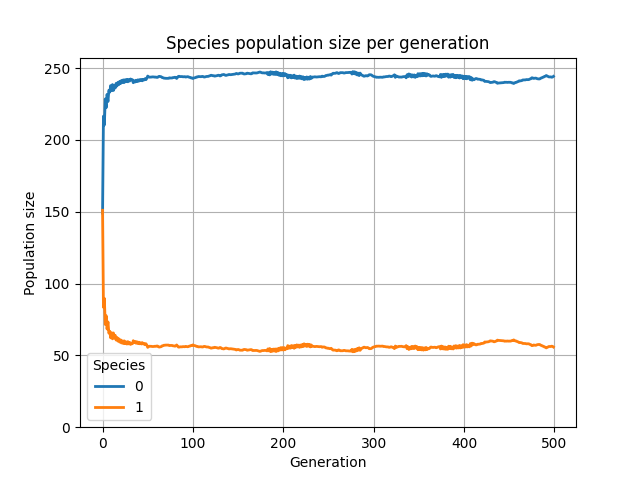 Species population size per generation
Population size
250
200
150
100
50
0
Species
0
1
0 100 200 300 400 500
Generation